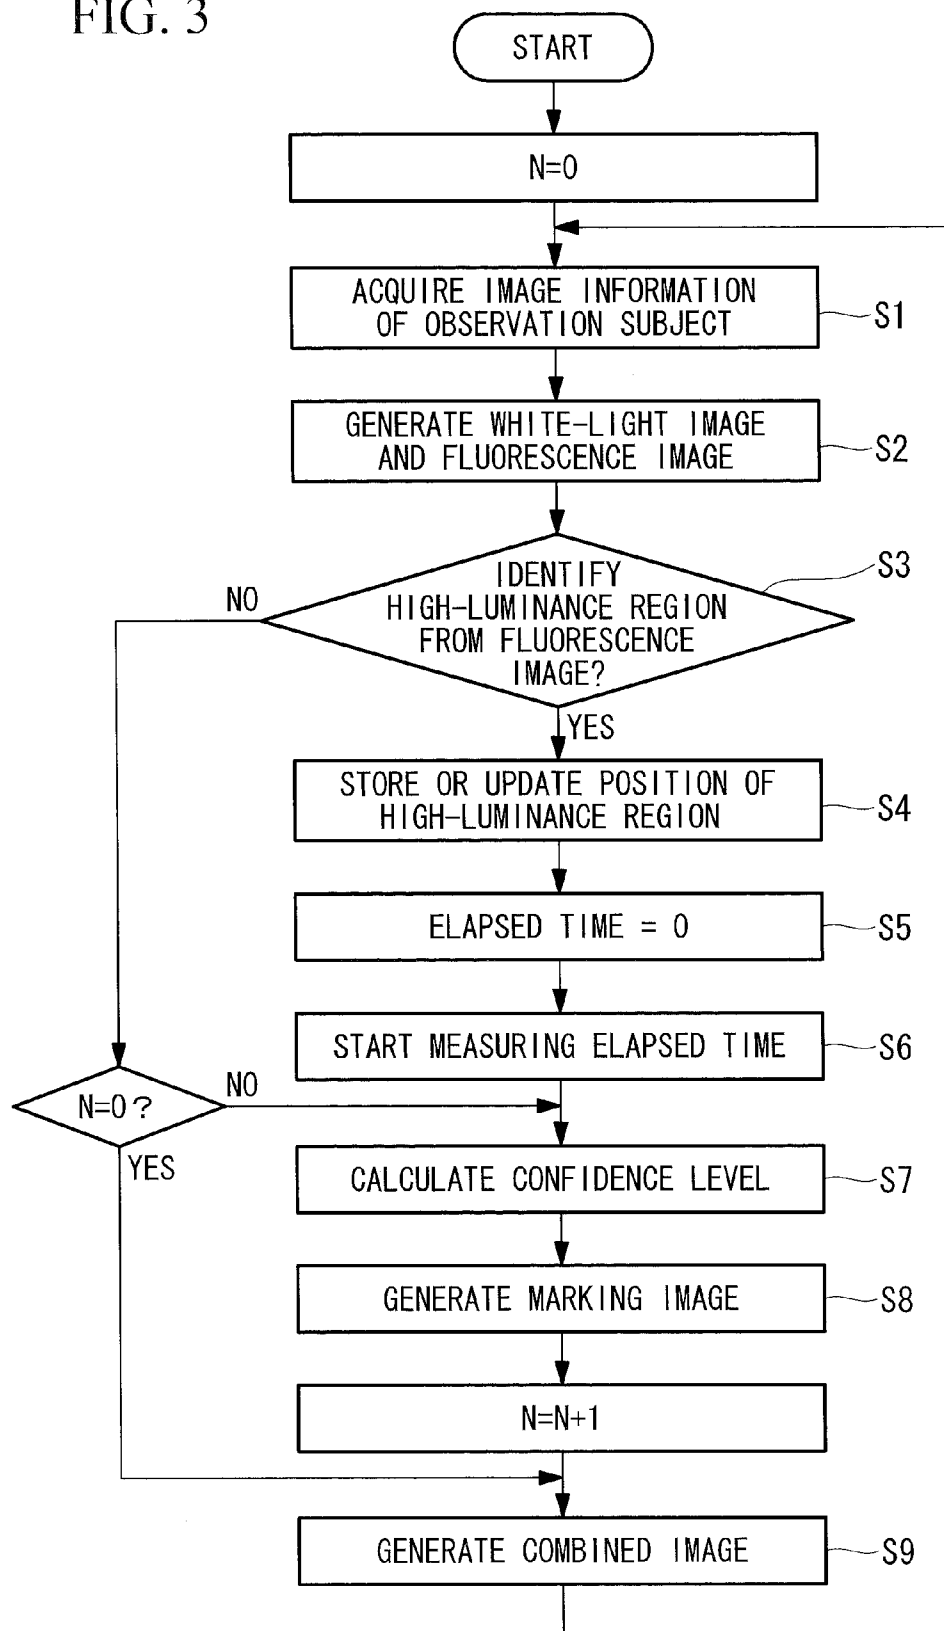 FIG. 3
START
N=0
ACQUIRE IMAGE INFORMATION
OF OBSERVATION SUBJECT
S1
GENERATE WHITE-LIGHT IMAGE
AND FLUORESCENCE IMAGE
S2
IDENTIFY
HIGH-LUMINANCE REGION
FROM FLUORESCENCE
IMAGE?
S3
NO
YES
STORE OR UPDATE POSITION OF
HIGH-LUMINANCE REGION
S4
ELAPSED TIME = 0
S5
START MEASURING ELAPSED TIME
S6
N=0?
NO
YES
CALCULATE CONFIDENCE LEVEL
S7
GENERATE MARKING IMAGE
S8
N=N+1
GENERATE COMBINED IMAGE
S9